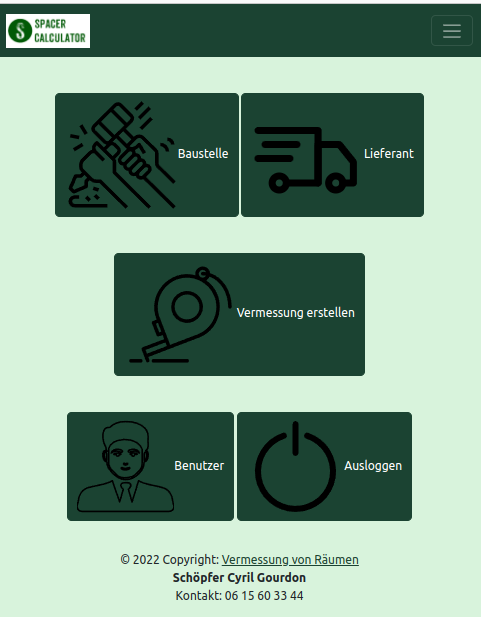 SPACER
CALCULATOR
Baustelle
Lieferant
Vermessung erstellen
Benutzer
Ausloggen
© 2022 Copyright: Vermessung von Räumen
Schöpfer Cyril Gourdon
Kontakt: 06 15 60 33 44